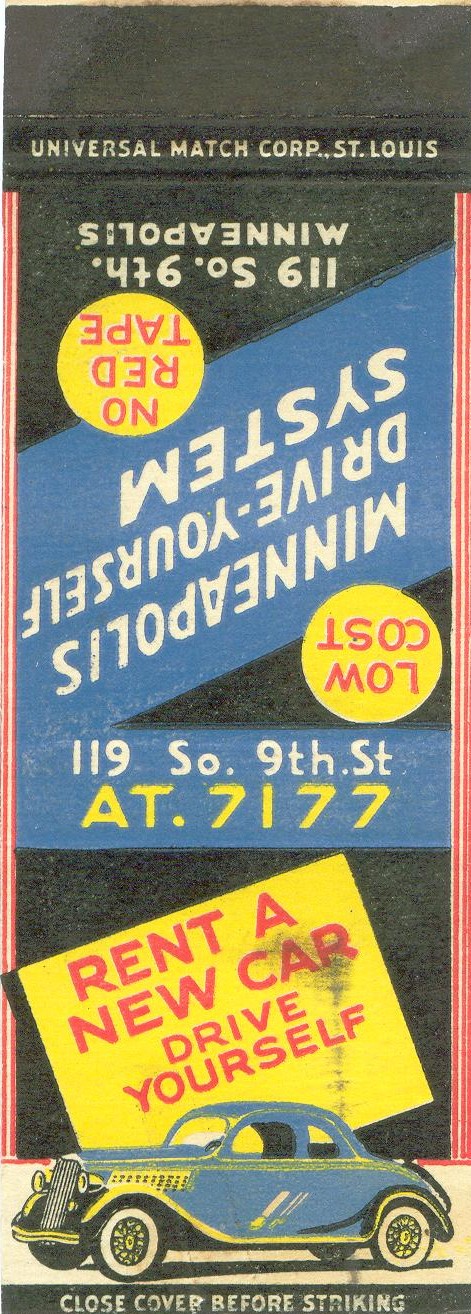 UNIVERSAL MATCH CORP., ST. LOUIS
MINNEAPOLIS
DRIVE-YOURSELF
SYSTEM
LOW
COST
NO
RED
TAPE
119 So. 9th.
MINNEAPOLIS
119 So. 9th. St
AT. 7177
RENT A
NEW CAR
DRIVE
YOURSELF
CLOSE COVER BEFORE STRIKING